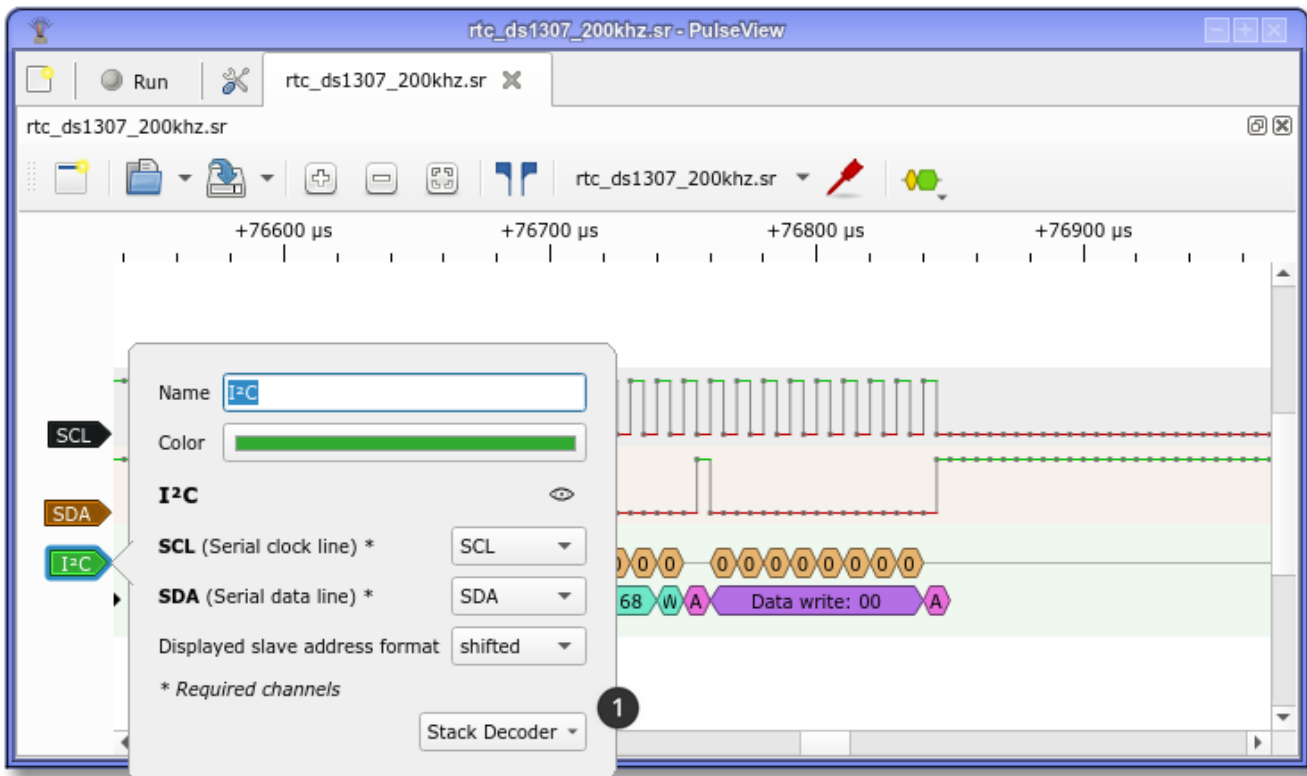 rtc_ds1307_200khz.sr - PulseView
Run rtc_ds1307_200khz.sr
rtc_ds1307_200khz.sr
rtc_ds1307_200khz.sr
+76600 µs +76700 µs +76800 µs +76900 µs
Name I²C
SCL
Color
I²C
SDA
SCL (Serial clock line) * SCL
I²C
0 0 0 0 0 0 0 0 0 0 0
SDA (Serial data line) * SDA
68 W A Data write: 00 A
Displayed slave address format shifted
* Required channels
1
Stack Decoder